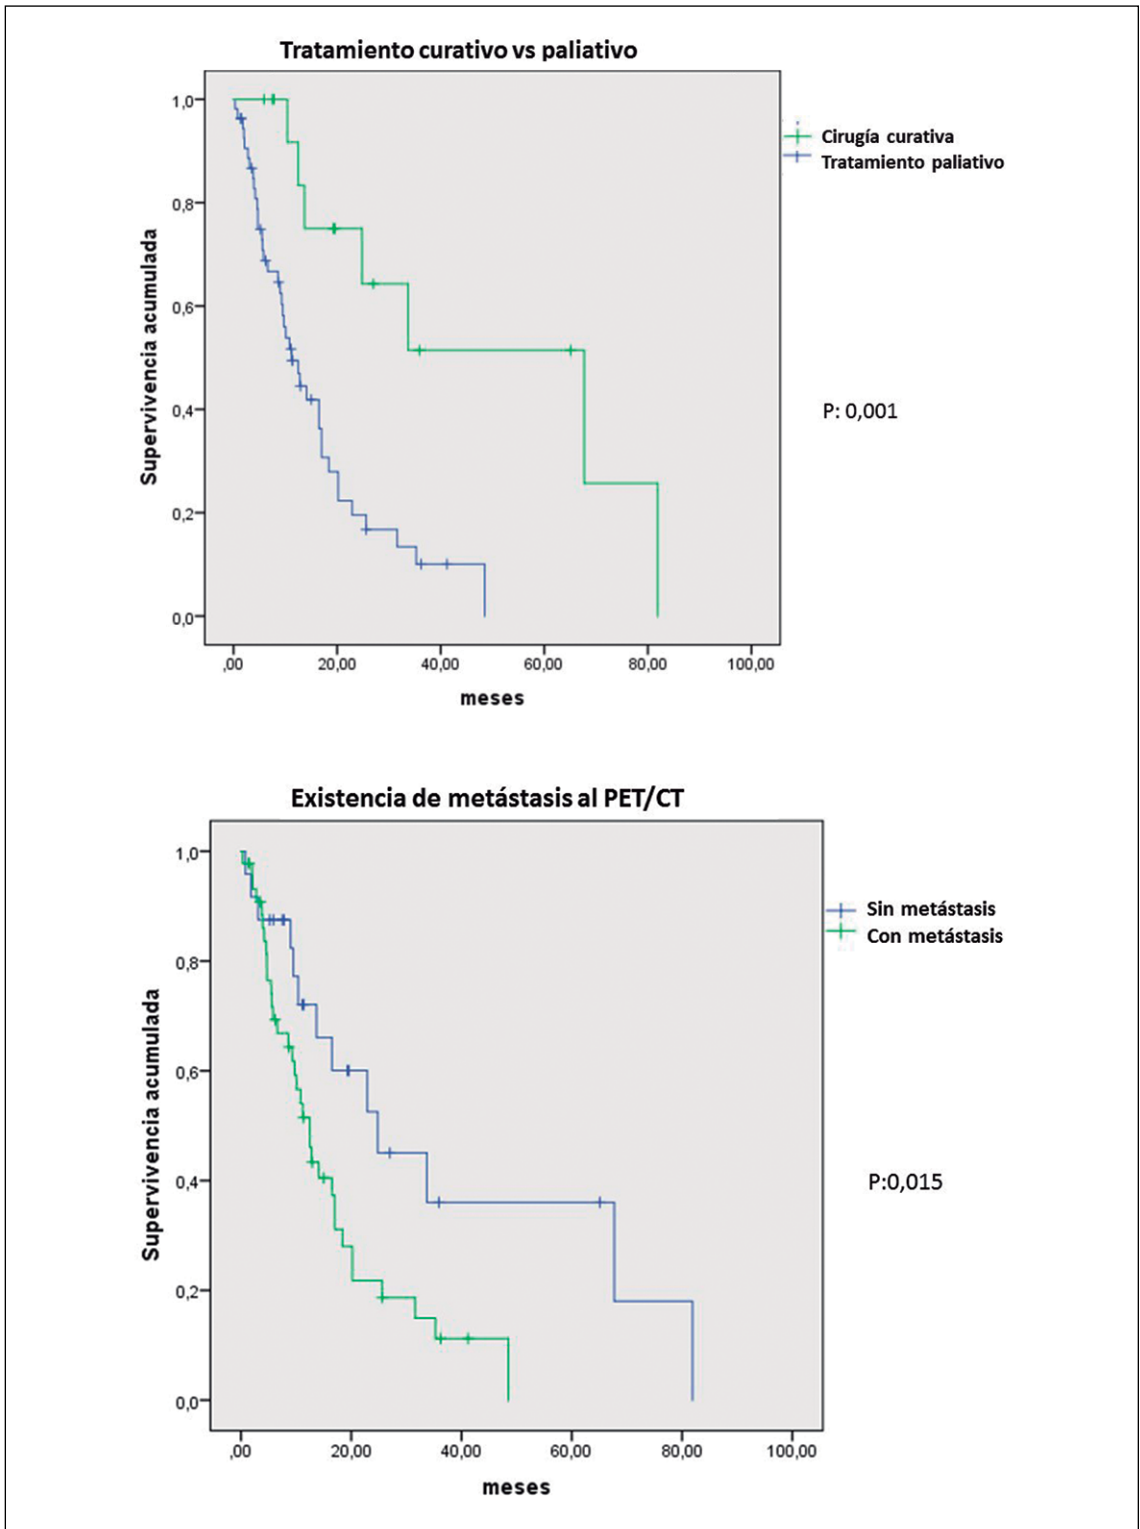 Tratamiento curativo vs paliativo
1,0
0,8
0,6
0,4
0,2
0,0
Supervivencia acumulada
,00 20,00 40,00 60,00 80,00 100,00
meses
Cirugía curativa
Tratamiento paliativo
P: 0,001
Existencia de metástasis al PET/CT
1,0
0,8
0,6
0,4
0,2
0,0
Supervivencia acumulada
,00 20,00 40,00 60,00 80,00 100,00
meses
Sin metástasis
Con metástasis
P:0,015